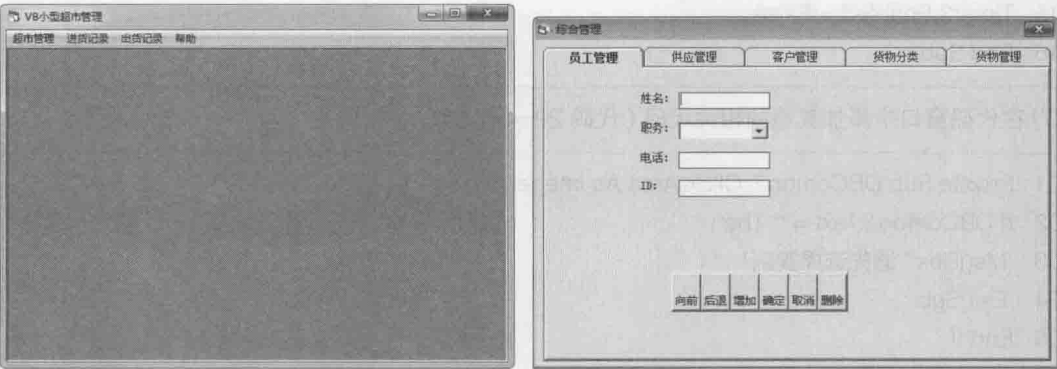 VB小型超市管理
超市管理 进货记录 出货记录 帮助
综合管理
员工管理 供应管理 客户管理 货物分类 货物管理
姓名:
职务:
电话:
ID:
向前 后退 增加 确定 取消 删除